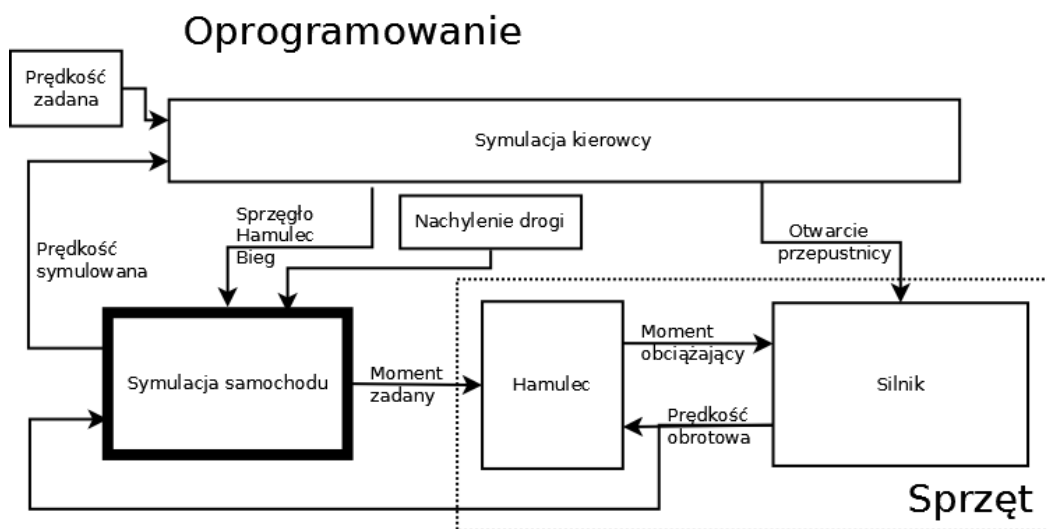 Oprogramowanie
Prędkość
zadana
Symulacja kierowcy
Sprzęgło
Hamulec
Bieg
Nachylenie drogi
Otwarcie
przepustnicy
Prędkość
symulowana
Symulacja samochodu
Moment
zadany
Hamulec
Moment
obciążający
Prędkość
obrotowa
Silnik
Sprzęt